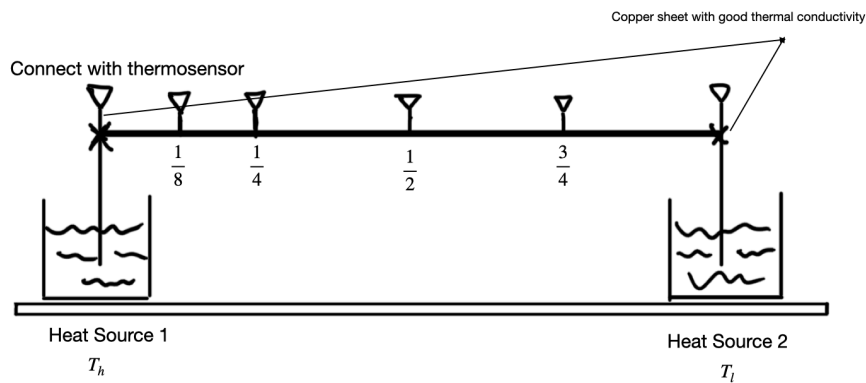 Copper sheet with good thermal conductivity
Connect with thermosensor
1/8
1/4
1/2
3/4
Heat Source 1
Heat Source 2
T_h
T_l